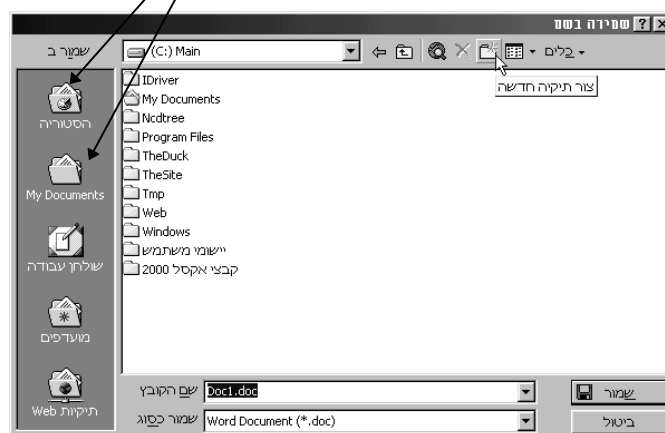 שמירה בשם
שמור ב
(C:) Main
כלים
צור תיקיה חדשה
הסטוריה
My Documents
שולחן עבודה
מועדפים
תיקיות Web
IDriver
My Documents
Ncdtree
Program Files
TheDuck
TheSite
Tmp
Web
Windows
יישומי משתמש
קבצי אקסל 2000
שם הקובץ
Doc1.doc
שמור
שמור כסוג
Word Document (*.doc)
ביטול